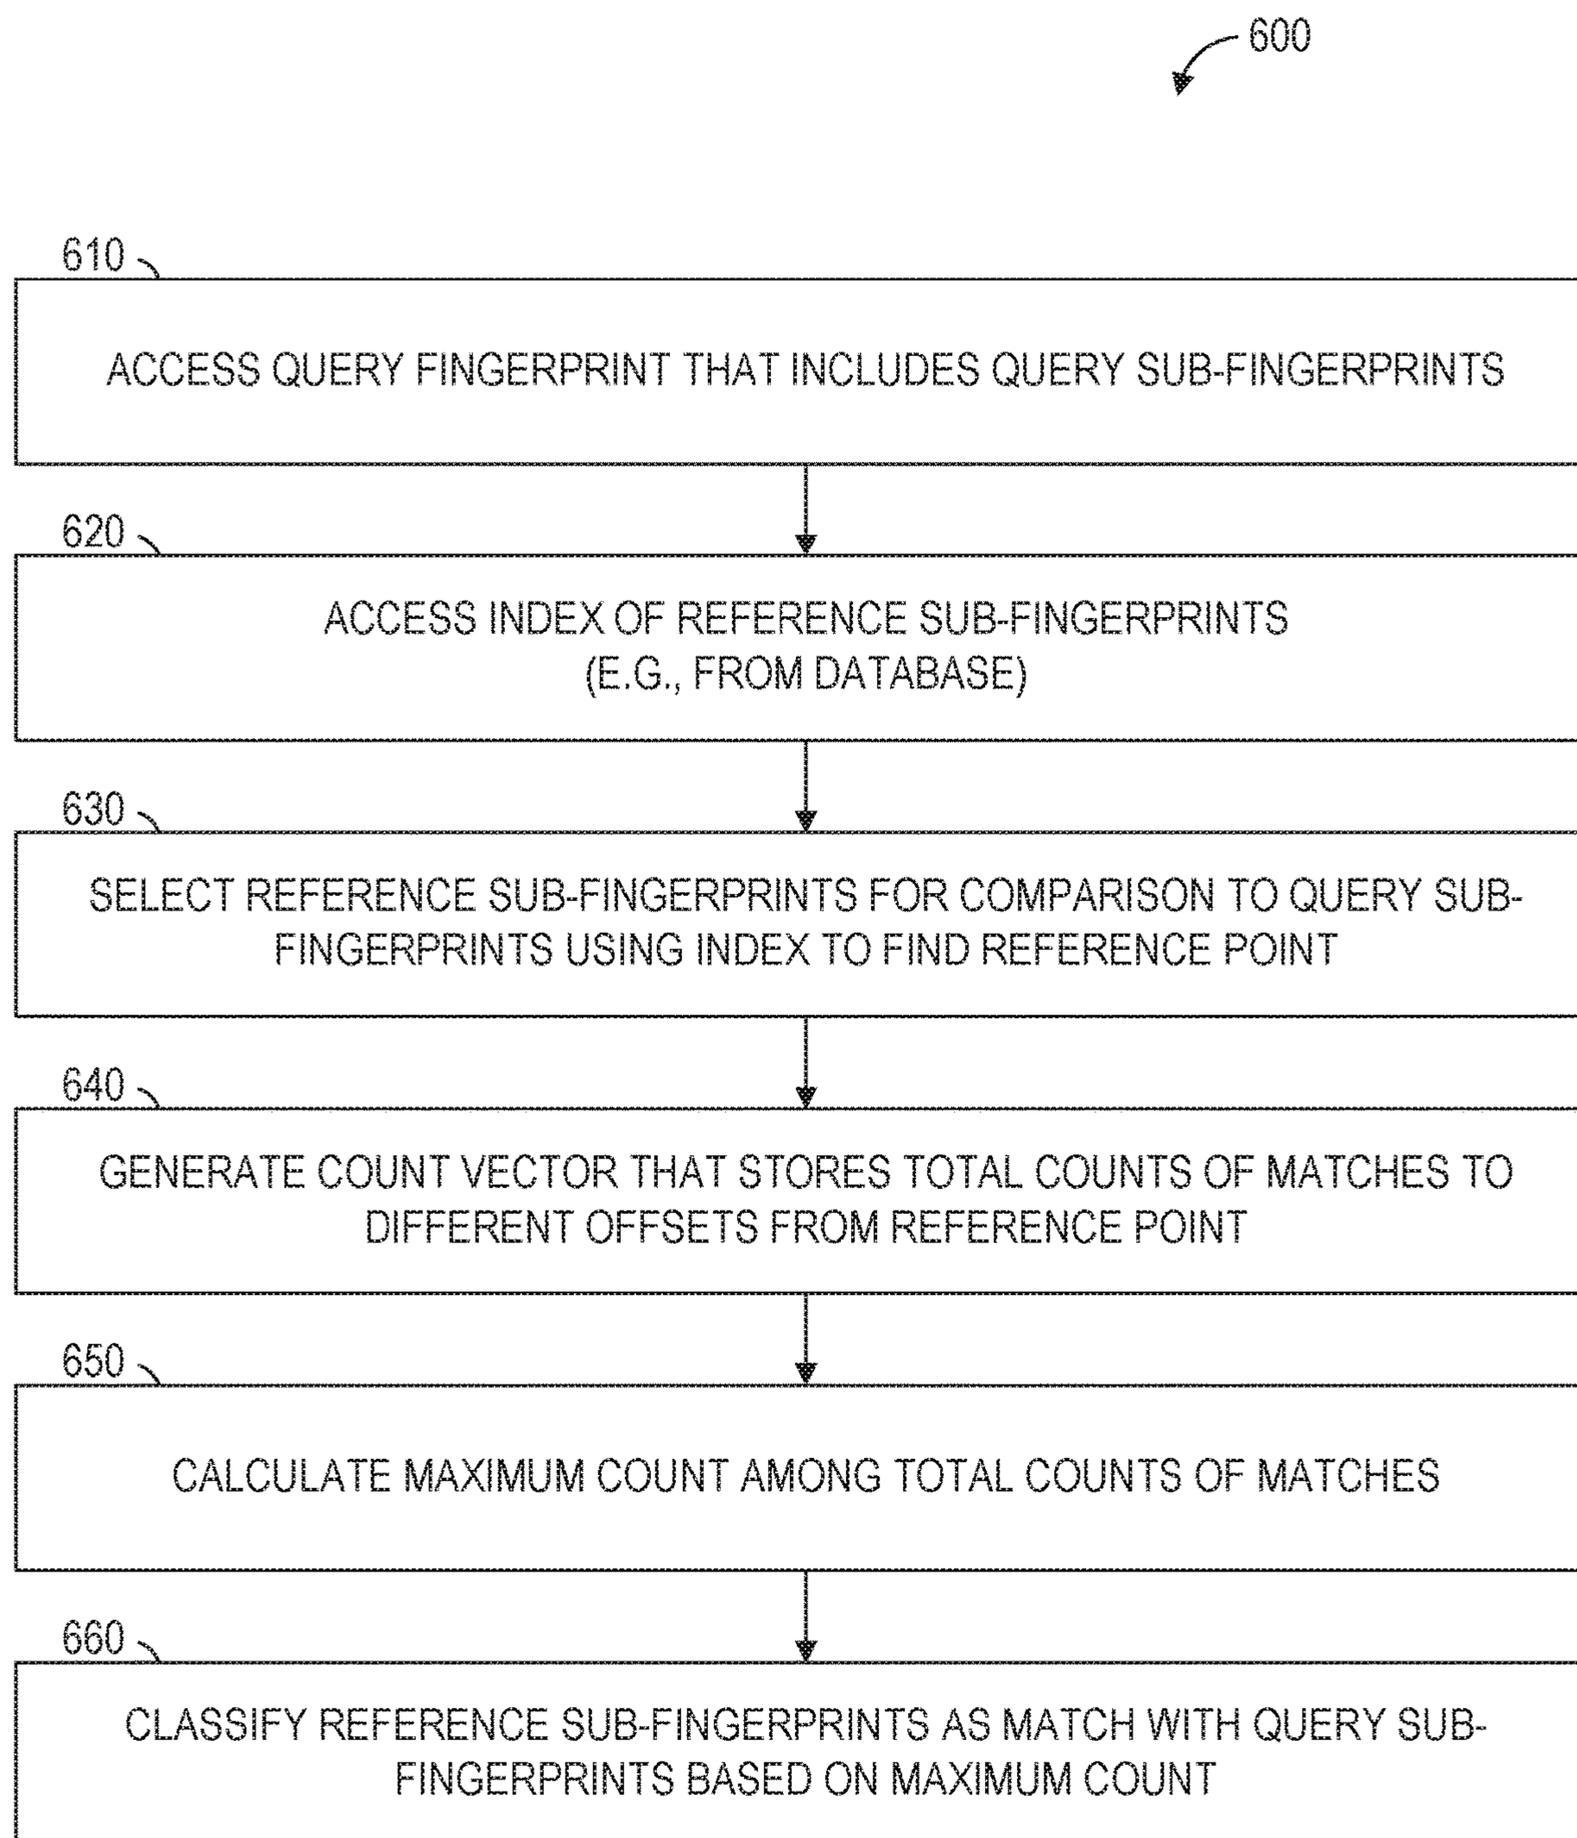 600
610
ACCESS QUERY FINGERPRINT THAT INCLUDES QUERY SUB-FINGERPRINTS
620
ACCESS INDEX OF REFERENCE SUB-FINGERPRINTS
(E.G., FROM DATABASE)
630
SELECT REFERENCE SUB-FINGERPRINTS FOR COMPARISON TO QUERY SUB-
FINGERPRINTS USING INDEX TO FIND REFERENCE POINT
640
GENERATE COUNT VECTOR THAT STORES TOTAL COUNTS OF MATCHES TO
DIFFERENT OFFSETS FROM REFERENCE POINT
650
CALCULATE MAXIMUM COUNT AMONG TOTAL COUNTS OF MATCHES
660
CLASSIFY REFERENCE SUB-FINGERPRINTS AS MATCH WITH QUERY SUB-
FINGERPRINTS BASED ON MAXIMUM COUNT